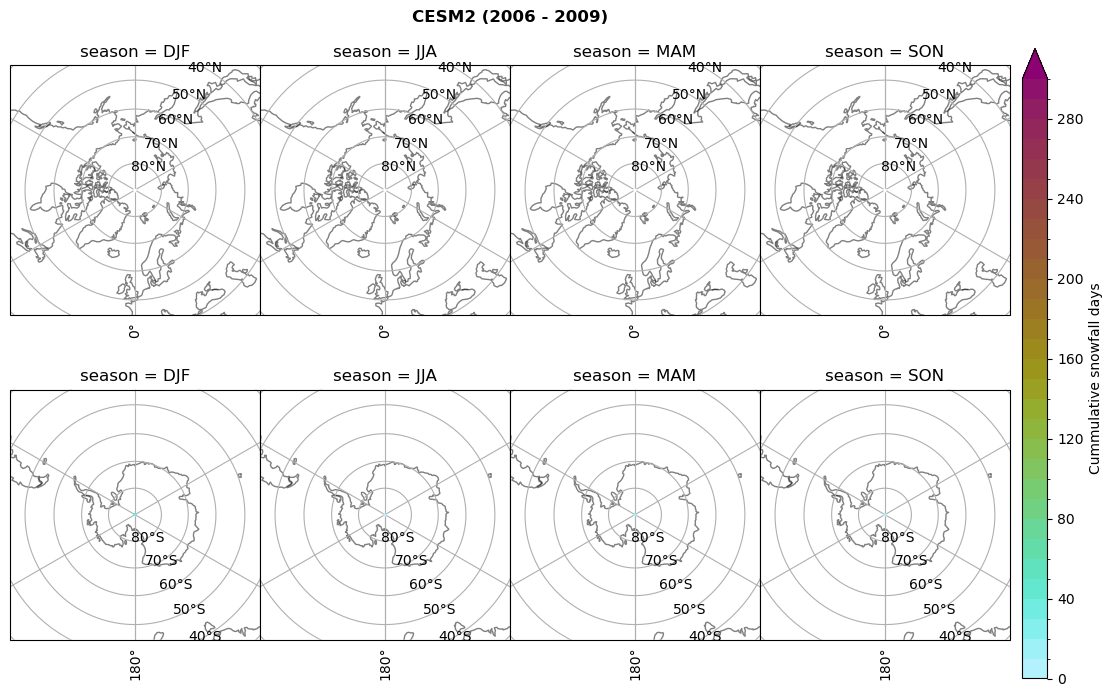 CESM2 (2006 - 2009)
season = DJF
season = JJA
season = MAM
season = SON
40°N
50°N
60°N
70°N
80°N
40°N
50°N
60°N
70°N
80°N
40°N
50°N
60°N
70°N
80°N
40°N
50°N
60°N
70°N
80°N
0°
0°
0°
0°
season = DJF
season = JJA
season = MAM
season = SON
80°S
70°S
60°S
50°S
40°S
80°S
70°S
60°S
50°S
40°S
80°S
70°S
60°S
50°S
40°S
80°S
70°S
60°S
50°S
40°S
180°
180°
180°
180°
280
240
200
160
120
80
40
0
Cummulative snowfall days